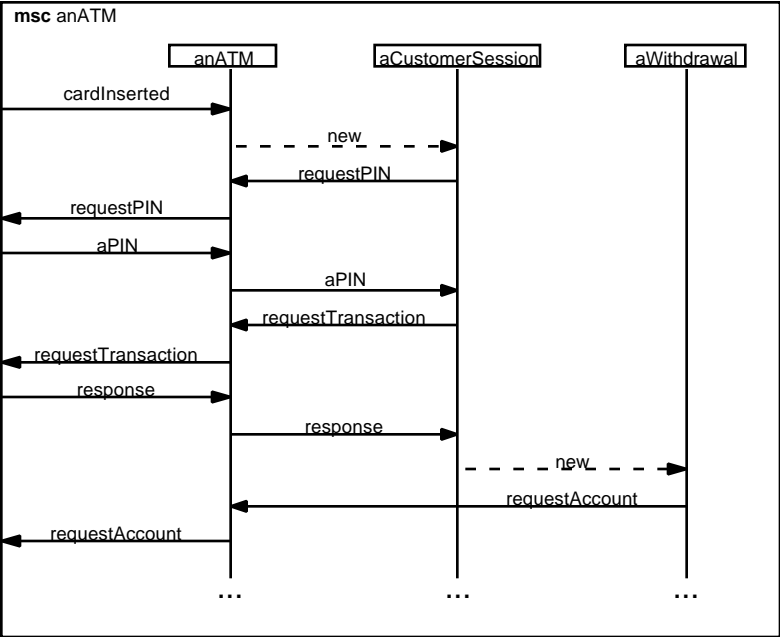 msc anATM
anATM aCustomerSession aWithdrawal
cardInserted
new
requestPIN
requestPIN
aPIN
aPIN
requestTransaction
requestTransaction
response
response
new
requestAccount
requestAccount
... ... ...